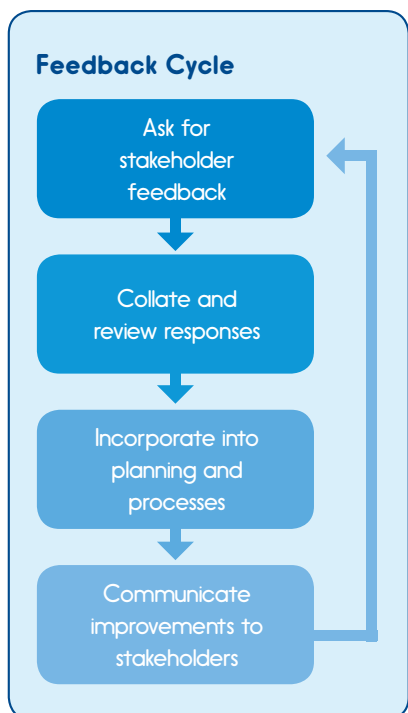 Feedback Cycle
Ask for
stakeholder
feedback
Collate and
review responses
Incorporate into
planning and
processes
Communicate
improvements to
stakeholders